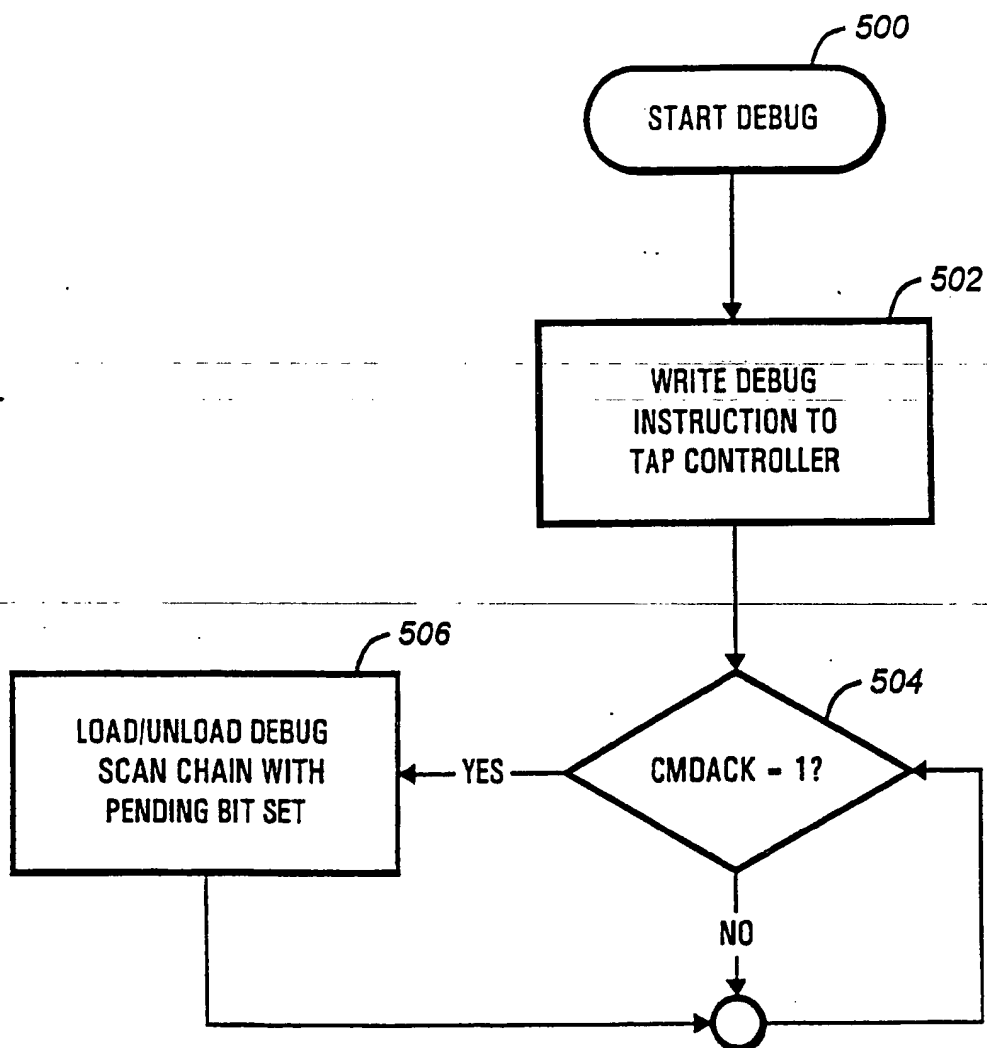 500
START DEBUG
502
WRITE DEBUG
INSTRUCTION TO
TAP CONTROLLER
506
504
LOAD/UNLOAD DEBUG
SCAN CHAIN WITH
PENDING BIT SET
YES
CMDACK = 1?
NO